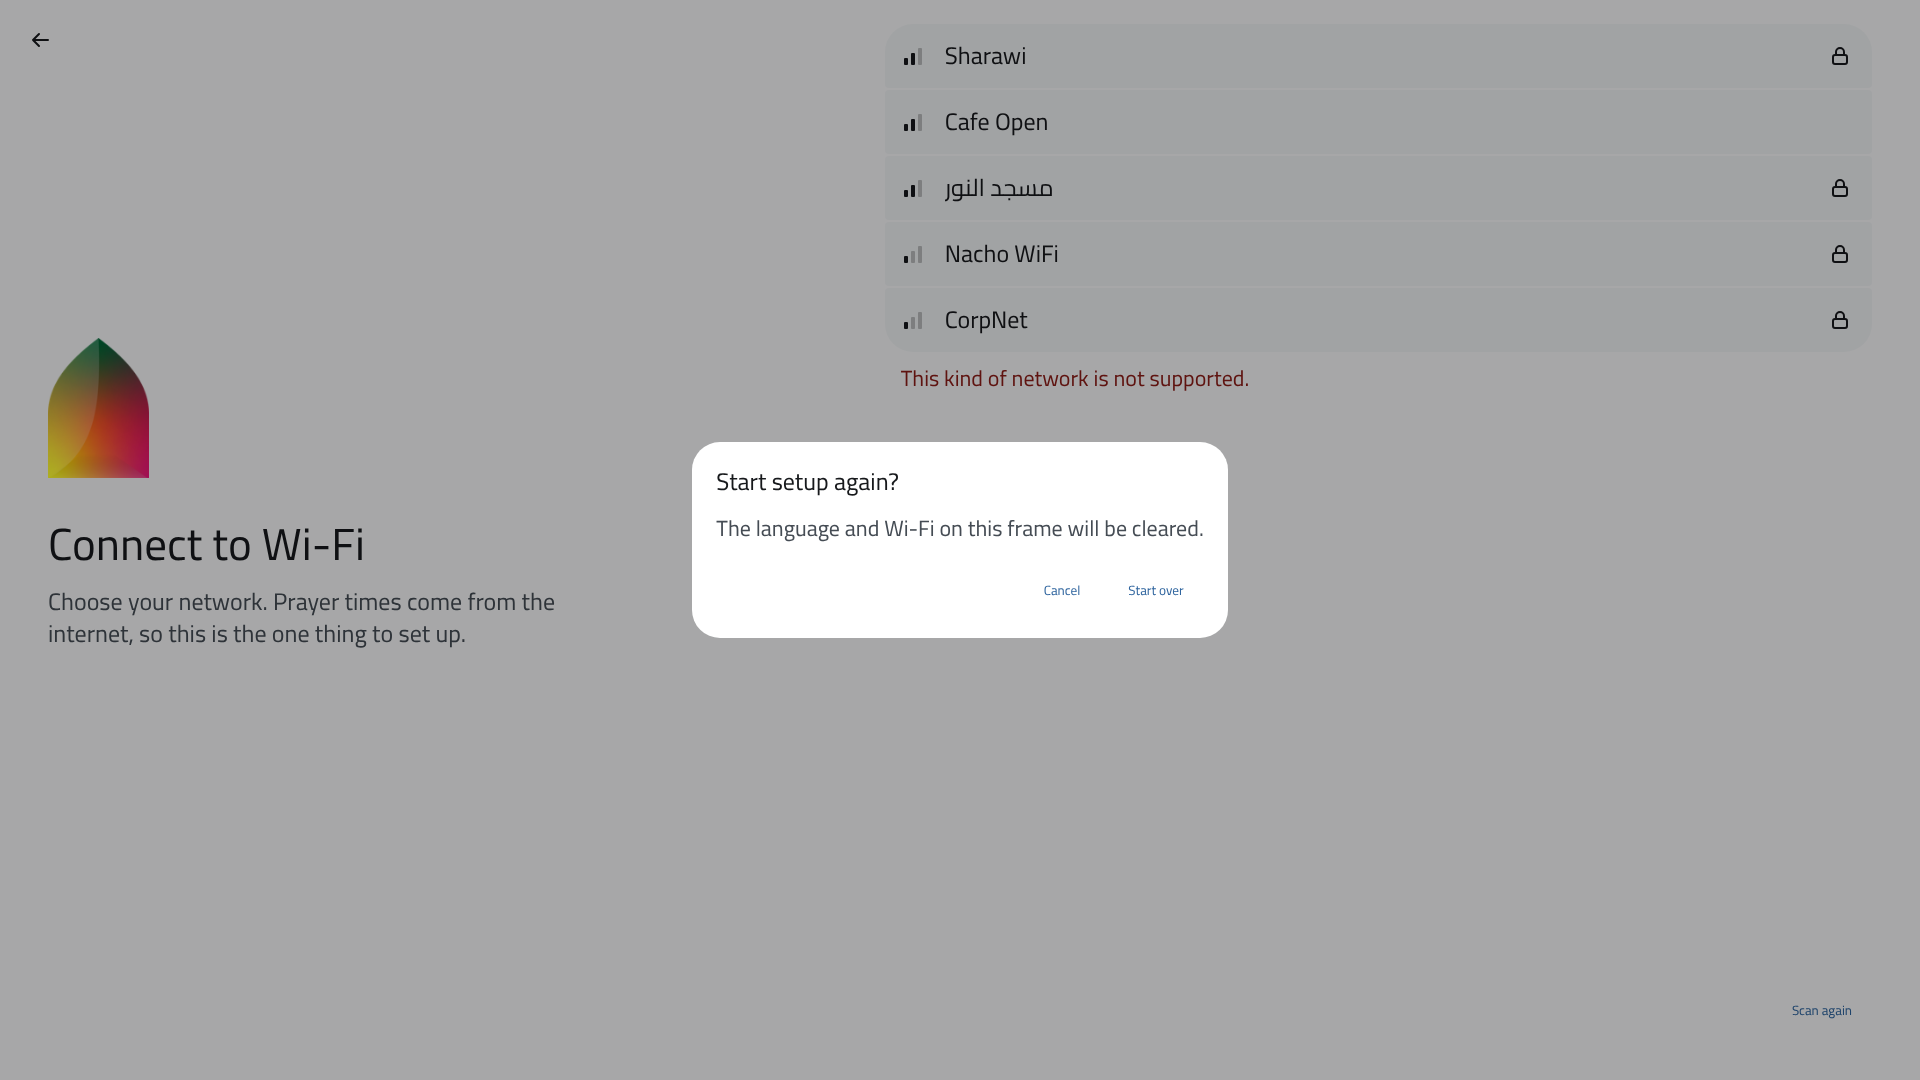 Sharawi
Cafe Open
مسجد النور
Nacho WiFi
CorpNet
This kind of network is not supported.
Connect to Wi-Fi
Choose your network. Prayer times come from the
internet, so this is the one thing to set up.
Start setup again?
The language and Wi-Fi on this frame will be cleared.
Cancel
Start over
Scan again